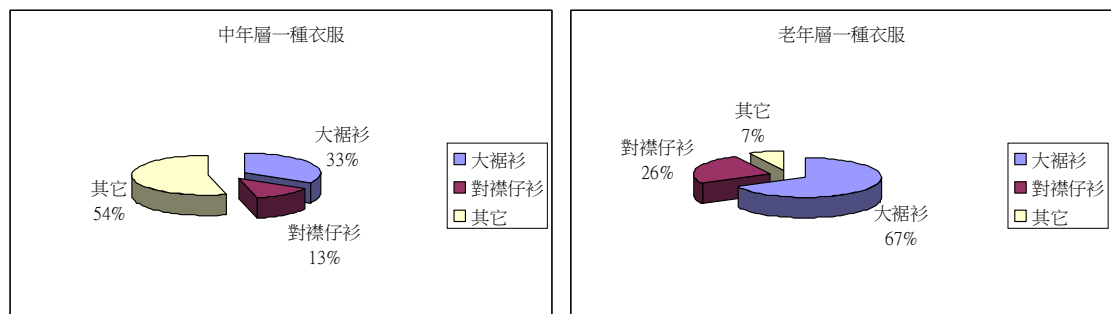 中年層一種衣服
大裾衫
33%
其它
54%
對襟仔衫
13%
大裾衫
對襟仔衫
其它
老年層一種衣服
其它
7%
對襟仔衫
26%
大裾衫
67%
大裾衫
對襟仔衫
其它